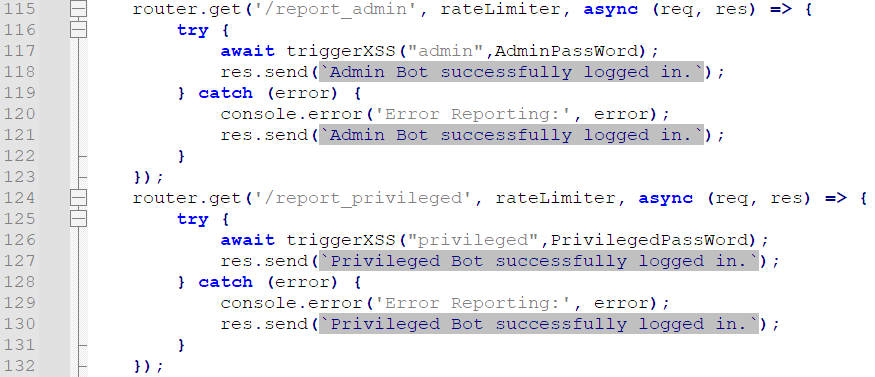 115 router.get('/report_admin', rateLimiter, async (req, res) => {
116 try {
117 await triggerXSS("admin",AdminPassWord);
118 res.send(`Admin Bot successfully logged in.`);
119 } catch (error) {
120 console.error('Error Reporting:', error);
121 res.send(`Admin Bot successfully logged in.`);
122 }
123 });
124 router.get('/report_privileged', rateLimiter, async (req, res) => {
125 try {
126 await triggerXSS("privileged",PrivilegedPassWord);
127 res.send(`Privileged Bot successfully logged in.`);
128 } catch (error) {
129 console.error('Error Reporting:', error);
130 res.send(`Privileged Bot successfully logged in.`);
131 }
132 });